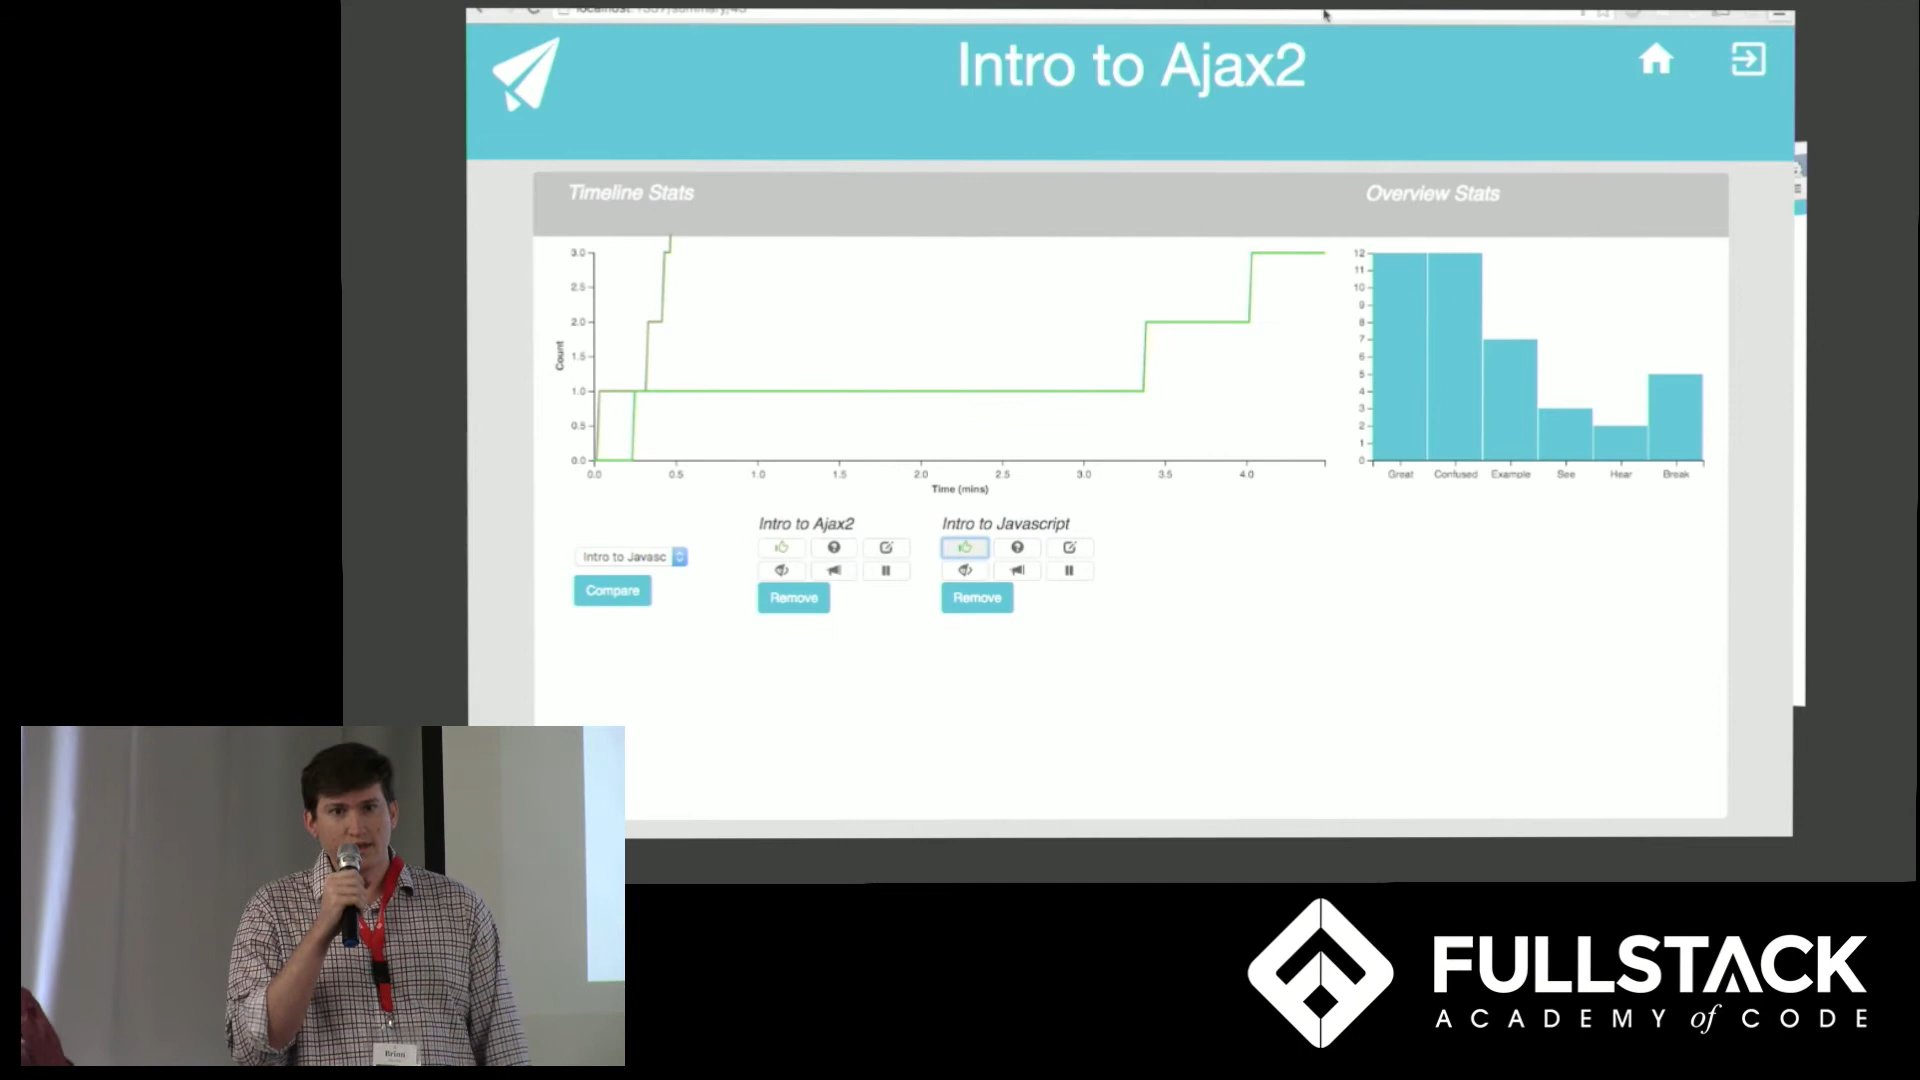 Intro to Ajax2
Timeline Stats
Overview Stats
3.0
2.5
2.0
1.5
1.0
0.5
0.0
Count
0.0 0.5 1.0 1.5 2.0 2.5 3.0 3.5 4.0
Time (mins)
12
11
10
9
8
7
6
5
4
3
2
1
0
Great Confused Example See Hear Break
Intro to Javasc
Compare
Intro to Ajax2
Remove
Intro to Javascript
Remove
Brian
FULLSTACK
ACADEMY of CODE